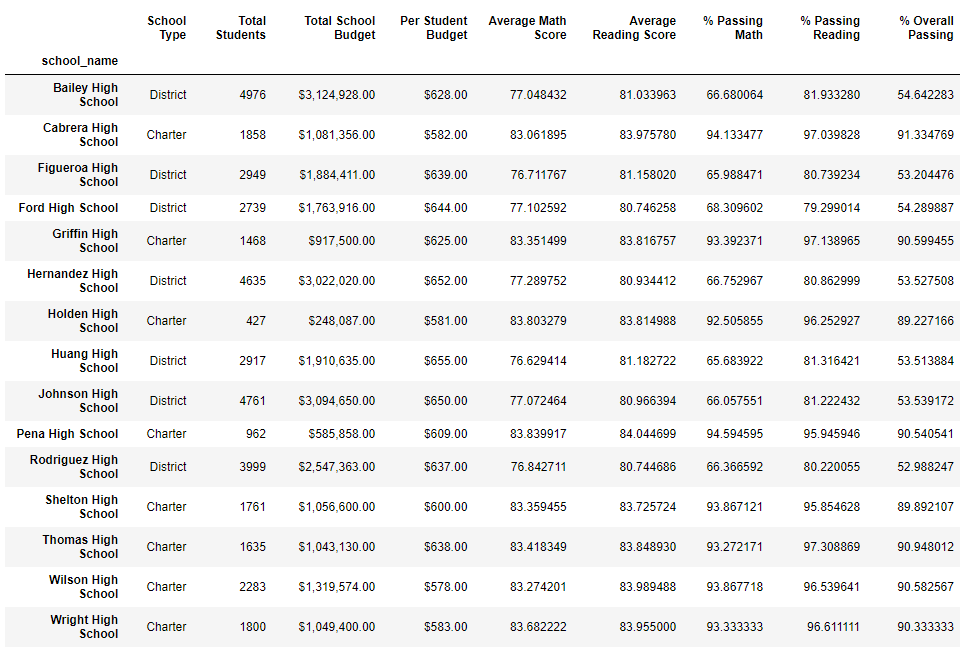 School Type Total Students Total School Budget Per Student Budget Average Math Score Average Reading Score % Passing Math % Passing Reading % Overall Passing
school_name
Bailey High School District 4976 $3,124,928.00 $628.00 77.048432 81.033963 66.680064 81.933280 54.642283
Cabrera High School Charter 1858 $1,081,356.00 $582.00 83.061895 83.975780 94.133477 97.039828 91.334769
Figueroa High School District 2949 $1,884,411.00 $639.00 76.711767 81.158020 65.988471 80.739234 53.204476
Ford High School District 2739 $1,763,916.00 $644.00 77.102592 80.746258 68.309602 79.299014 54.289887
Griffin High School Charter 1468 $917,500.00 $625.00 83.351499 83.816757 93.392371 97.138965 90.599455
Hernandez High School District 4635 $3,022,020.00 $652.00 77.289752 80.934412 66.752967 80.862999 53.527508
Holden High School Charter 427 $248,087.00 $581.00 83.803279 83.814988 92.505855 96.252927 89.227166
Huang High School District 2917 $1,910,635.00 $655.00 76.629414 81.182722 65.683922 81.316421 53.513884
Johnson High School District 4761 $3,094,650.00 $650.00 77.072464 80.966394 66.057551 81.222432 53.539172
Pena High School Charter 962 $585,858.00 $609.00 83.839917 84.044699 94.594595 95.945946 90.540541
Rodriguez High School District 3999 $2,547,363.00 $637.00 76.842711 80.744686 66.366592 80.220055 52.988247
Shelton High School Charter 1761 $1,056,600.00 $600.00 83.359455 83.725724 93.867121 95.854628 89.892107
Thomas High School Charter 1635 $1,043,130.00 $638.00 83.418349 83.848930 93.272171 97.308869 90.948012
Wilson High School Charter 2283 $1,319,574.00 $578.00 83.274201 83.989488 93.867718 96.539641 90.582567
Wright High School Charter 1800 $1,049,400.00 $583.00 83.682222 83.955000 93.333333 96.611111 90.333333